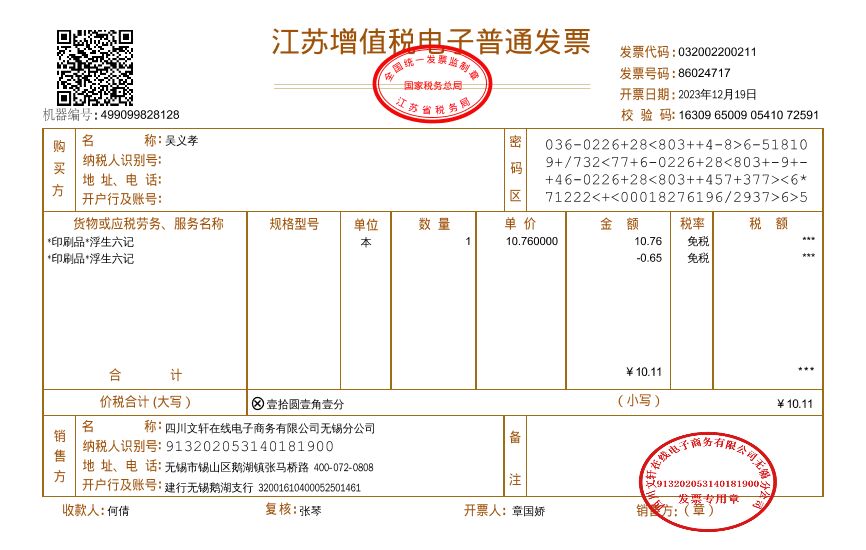 江苏增值税电子普通发票
全国统一发票监制章
国家税务总局
江苏省税务局
机器编号:499099828128
发票代码:032002200211
发票号码:86024717
开票日期:2023年12月19日
校 验 码:16309 65009 05410 72591
购买方
名 称:吴义孝
纳税人识别号:
地 址、电 话:
开户行及账号:
密码区
036-0226+28<803++4-8>6-51810
9+/732<77+6-0226+28<803+-9+-
+46-0226+28<803++457+377><6*
71222<+<00018276196/2937>6>5
货物或应税劳务、服务名称 规格型号 单位 数 量 单 价 金 额 税率 税 额
*印刷品*浮生六记 本 1 10.760000 10.76 免税 ***
*印刷品*浮生六记 -0.65 免税 ***
合 计 ¥10.11 ***
价税合计 (大写) ⊗壹拾圆壹角壹分 (小写) ¥10.11
销售方
名 称:四川文轩在线电子商务有限公司无锡分公司
纳税人识别号:913202053140181900
地 址、电 话:无锡市锡山区鹅湖镇张马桥路 400-072-0808
开户行及账号:建行无锡鹅湖支行 32001610400052501461
备注
四川文轩在线电子商务有限公司无锡分公司
913202053140181900
发票专用章
收款人:何倩 复核:张琴 开票人:章国娇 销售方:(章)